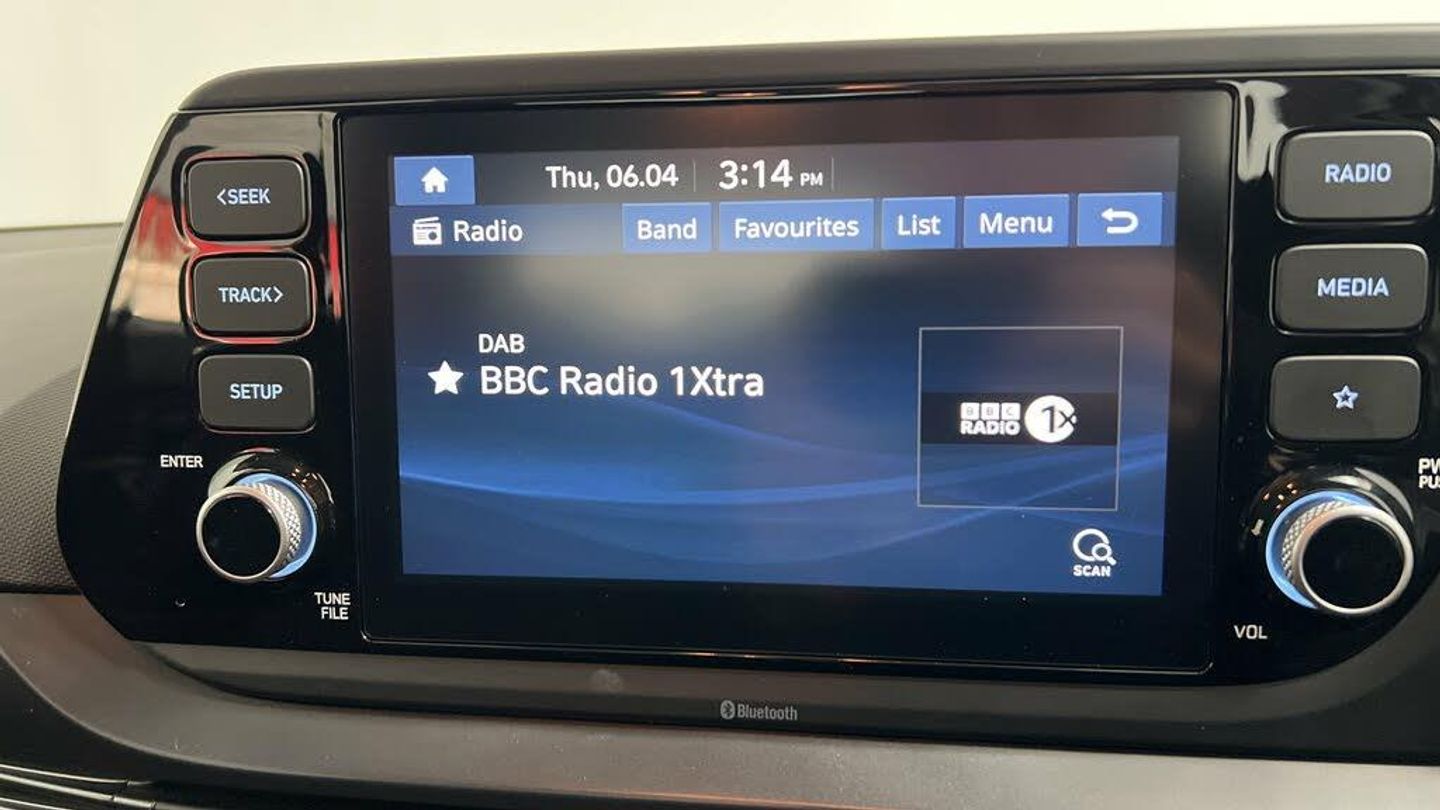 <SEEK
TRACK>
SETUP
ENTER
TUNE
FILE
Thu, 06.04 3:14 PM
Radio Band Favourites List Menu
DAB
BBC Radio 1Xtra
BBC
RADIO 1x
SCAN
RADIO
MEDIA
VOL
Bluetooth